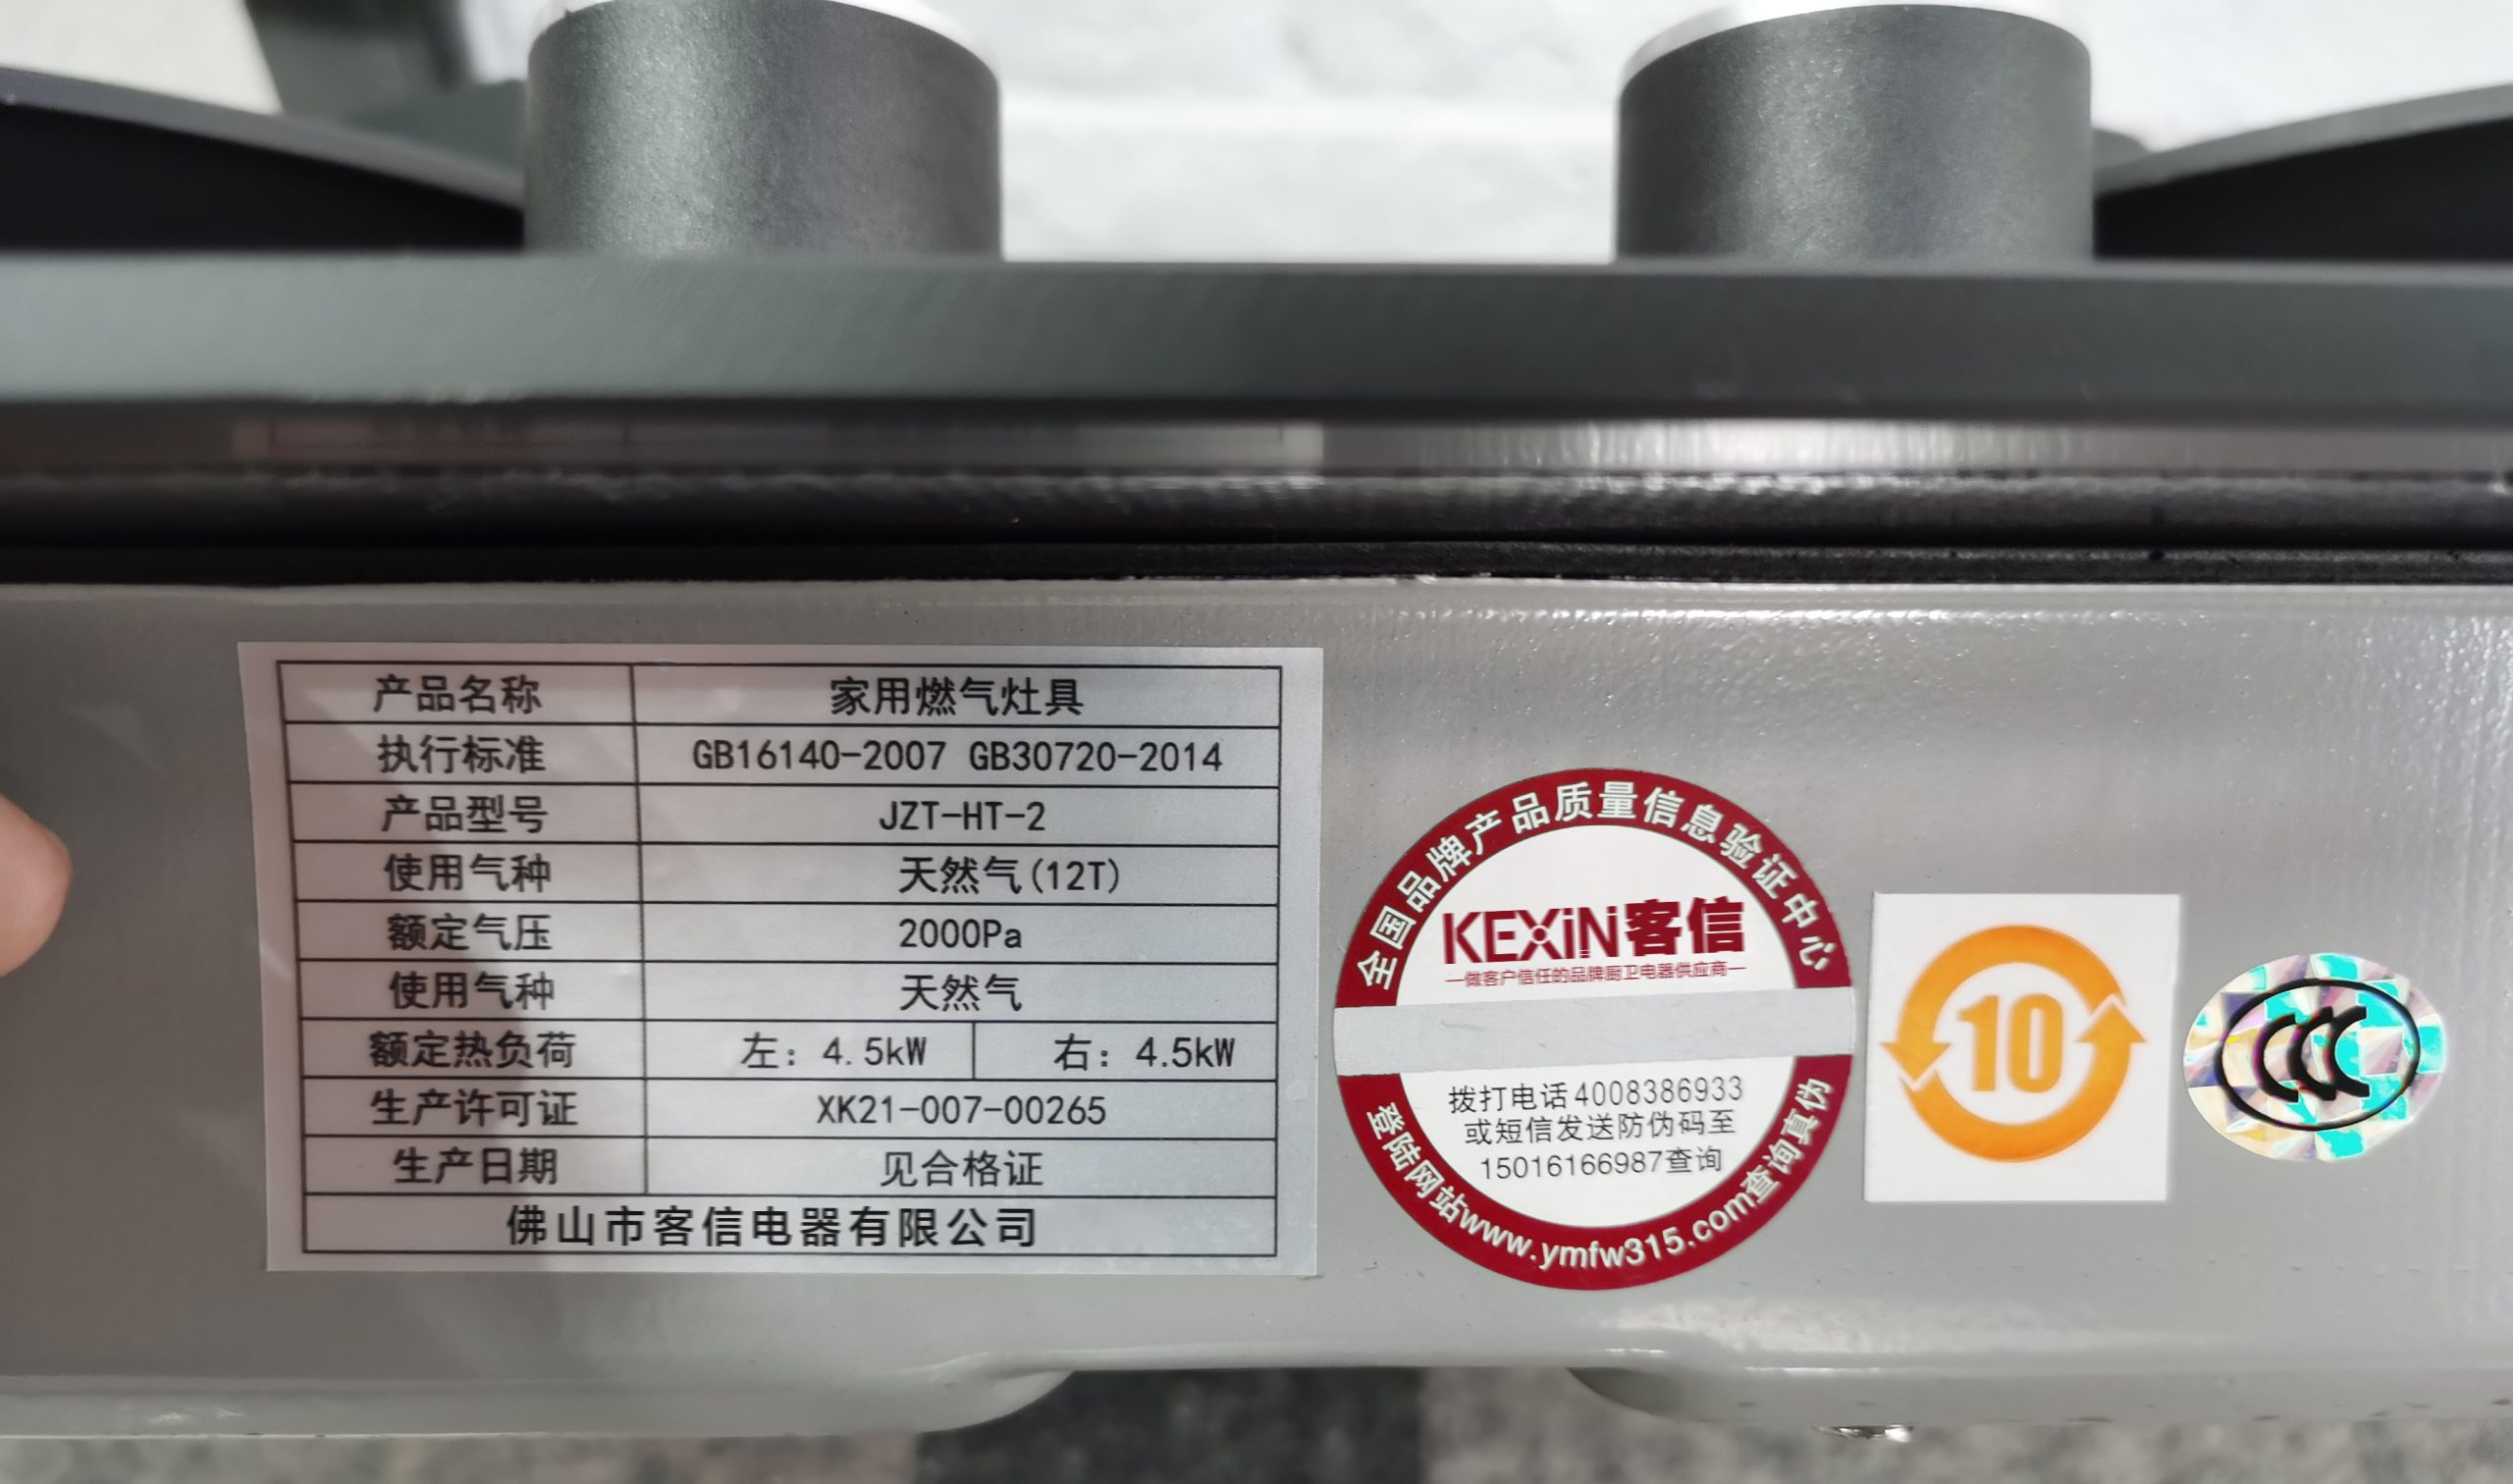 产品名称 家用燃气灶具
执行标准 GB16140-2007 GB30720-2014
产品型号 JZT-HT-2
使用气种 天然气(12T)
额定气压 2000Pa
使用气种 天然气
额定热负荷 左: 4.5kW 右: 4.5kW
生产许可证 XK21-007-00265
生产日期 见合格证
佛山市客信电器有限公司
全国品牌产品质量信息验证中心
KEXiN客信
—做客户信任的品牌厨卫电器供应商—
拨打电话4008386933
或短信发送防伪码至
15016166987查询
登陆网站www.ymfw315.com查询真伪
10
CCC